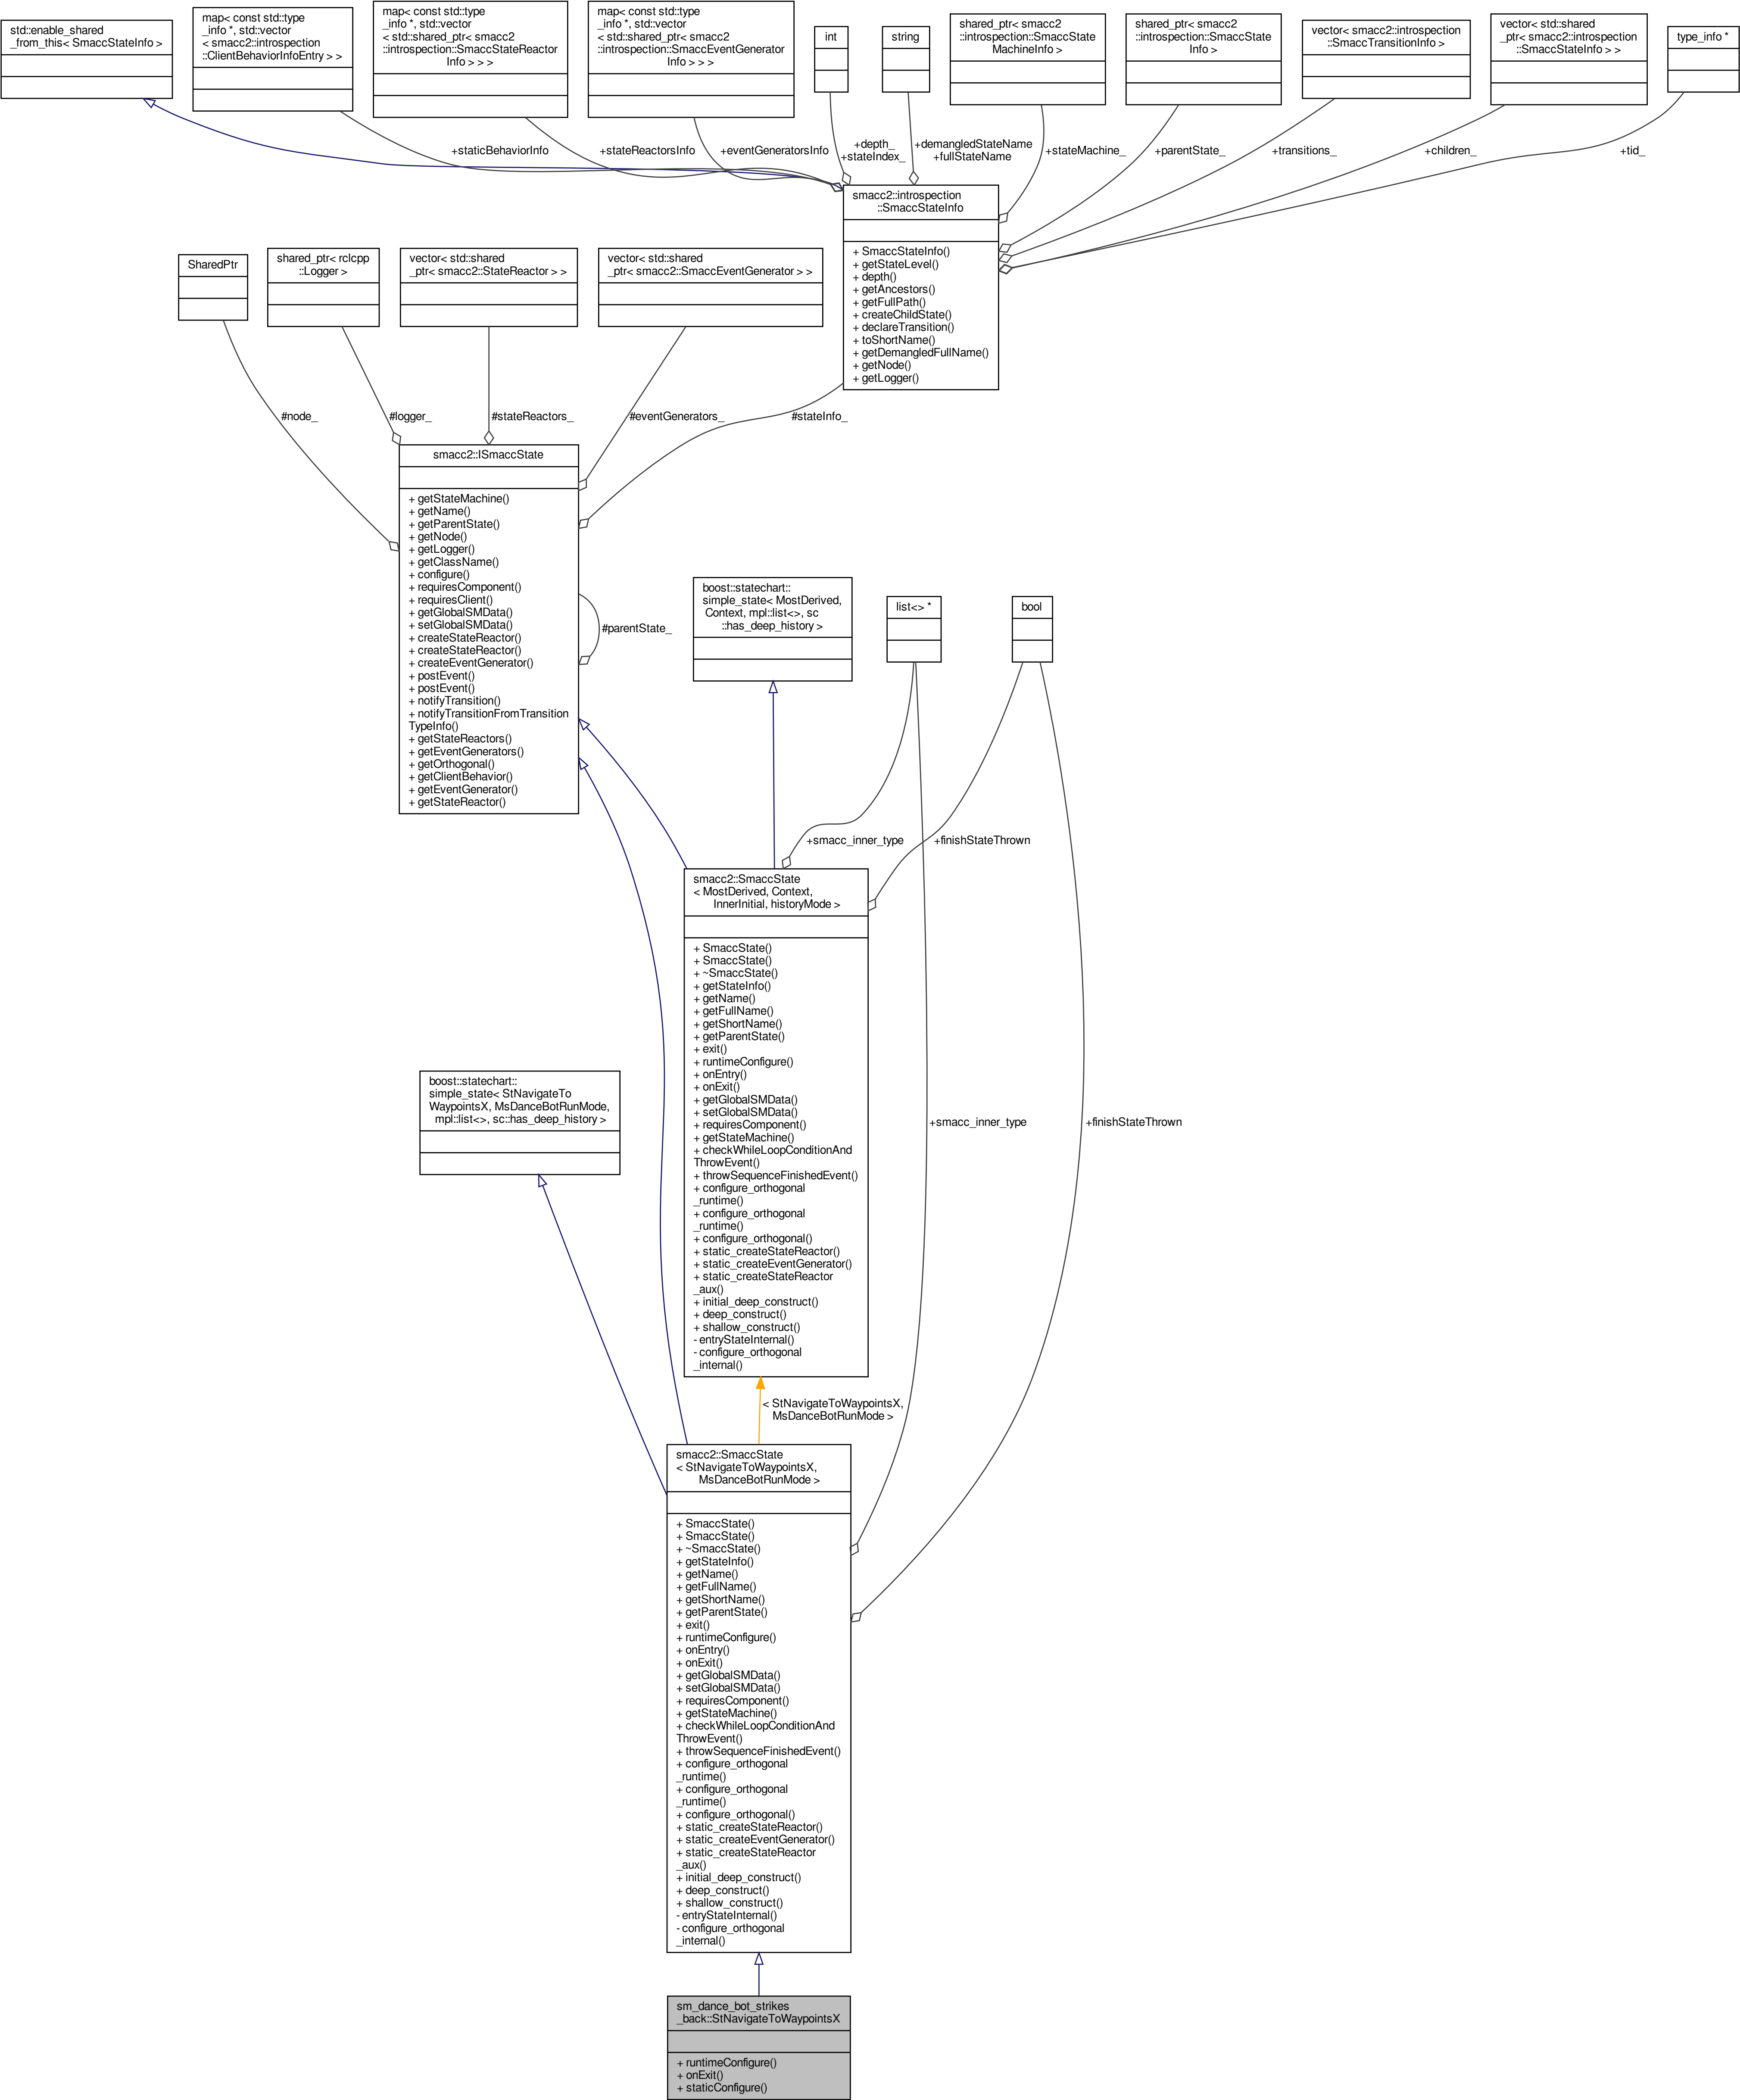 std::enable_shared
_from_this< SmaccStateInfo >
map< const std::type
_info *, std::vector
< smacc2::introspection
::ClientBehaviorInfoEntry > >
map< const std::type
_info *, std::vector
< std::shared_ptr< smacc2
::introspection::SmaccStateReactor
Info > > >
map< const std::type
_info *, std::vector
< std::shared_ptr< smacc2
::introspection::SmaccEventGenerator
Info > > >
int
string
shared_ptr< smacc2
::introspection::SmaccState
MachineInfo >
shared_ptr< smacc2
::introspection::SmaccState
Info >
vector< smacc2::introspection
::SmaccTransitionInfo >
vector< std::shared
_ptr< smacc2::introspection
::SmaccStateInfo > >
type_info *
+staticBehaviorInfo
+stateReactorsInfo
+eventGeneratorsInfo
+depth_
+stateIndex_
+demangledStateName
+fullStateName
+stateMachine_
+parentState_
+transitions_
+children_
+tid_
smacc2::introspection
::SmaccStateInfo
+ SmaccStateInfo()
+ getStateLevel()
+ depth()
+ getAncestors()
+ getFullPath()
+ createChildState()
+ declareTransition()
+ toShortName()
+ getDemangledFullName()
+ getNode()
+ getLogger()
SharedPtr
shared_ptr< rclcpp
::Logger >
vector< std::shared
_ptr< smacc2::StateReactor > >
vector< std::shared
_ptr< smacc2::SmaccEventGenerator > >
#node_
#logger_
#stateReactors_
#eventGenerators_
#stateInfo_
smacc2::ISmaccState
+ getStateMachine()
+ getName()
+ getParentState()
+ getNode()
+ getLogger()
+ getClassName()
+ configure()
+ requiresComponent()
+ requiresClient()
+ getGlobalSMData()
+ setGlobalSMData()
+ createStateReactor()
+ createStateReactor()
+ createEventGenerator()
+ postEvent()
+ postEvent()
+ notifyTransition()
+ notifyTransitionFromTransition
TypeInfo()
+ getStateReactors()
+ getEventGenerators()
+ getOrthogonal()
+ getClientBehavior()
+ getEventGenerator()
+ getStateReactor()
#parentState_
boost::statechart::
simple_state< MostDerived,
Context, mpl::list<>, sc
::has_deep_history >
list<> *
bool
+smacc_inner_type
+finishStateThrown
smacc2::SmaccState
< MostDerived, Context,
InnerInitial, historyMode >
+ SmaccState()
+ SmaccState()
+ ~SmaccState()
+ getStateInfo()
+ getName()
+ getFullName()
+ getShortName()
+ getParentState()
+ exit()
+ runtimeConfigure()
+ onEntry()
+ onExit()
+ getGlobalSMData()
+ setGlobalSMData()
+ requiresComponent()
+ getStateMachine()
+ checkWhileLoopConditionAnd
ThrowEvent()
+ throwSequenceFinishedEvent()
+ configure_orthogonal
_runtime()
+ configure_orthogonal
_runtime()
+ configure_orthogonal()
+ static_createStateReactor()
+ static_createEventGenerator()
+ static_createStateReactor
_aux()
+ initial_deep_construct()
+ deep_construct()
+ shallow_construct()
- entryStateInternal()
- configure_orthogonal
_internal()
boost::statechart::
simple_state< StNavigateTo
WaypointsX, MsDanceBotRunMode,
mpl::list<>, sc::has_deep_history >
+smacc_inner_type
+finishStateThrown
< StNavigateToWaypointsX,
MsDanceBotRunMode >
smacc2::SmaccState
< StNavigateToWaypointsX,
MsDanceBotRunMode >
+ SmaccState()
+ SmaccState()
+ ~SmaccState()
+ getStateInfo()
+ getName()
+ getFullName()
+ getShortName()
+ getParentState()
+ exit()
+ runtimeConfigure()
+ onEntry()
+ onExit()
+ getGlobalSMData()
+ setGlobalSMData()
+ requiresComponent()
+ getStateMachine()
+ checkWhileLoopConditionAnd
ThrowEvent()
+ throwSequenceFinishedEvent()
+ configure_orthogonal
_runtime()
+ configure_orthogonal
_runtime()
+ configure_orthogonal()
+ static_createStateReactor()
+ static_createEventGenerator()
+ static_createStateReactor
_aux()
+ initial_deep_construct()
+ deep_construct()
+ shallow_construct()
- entryStateInternal()
- configure_orthogonal
_internal()
sm_dance_bot_strikes
_back::StNavigateToWaypointsX
+ runtimeConfigure()
+ onExit()
+ staticConfigure()